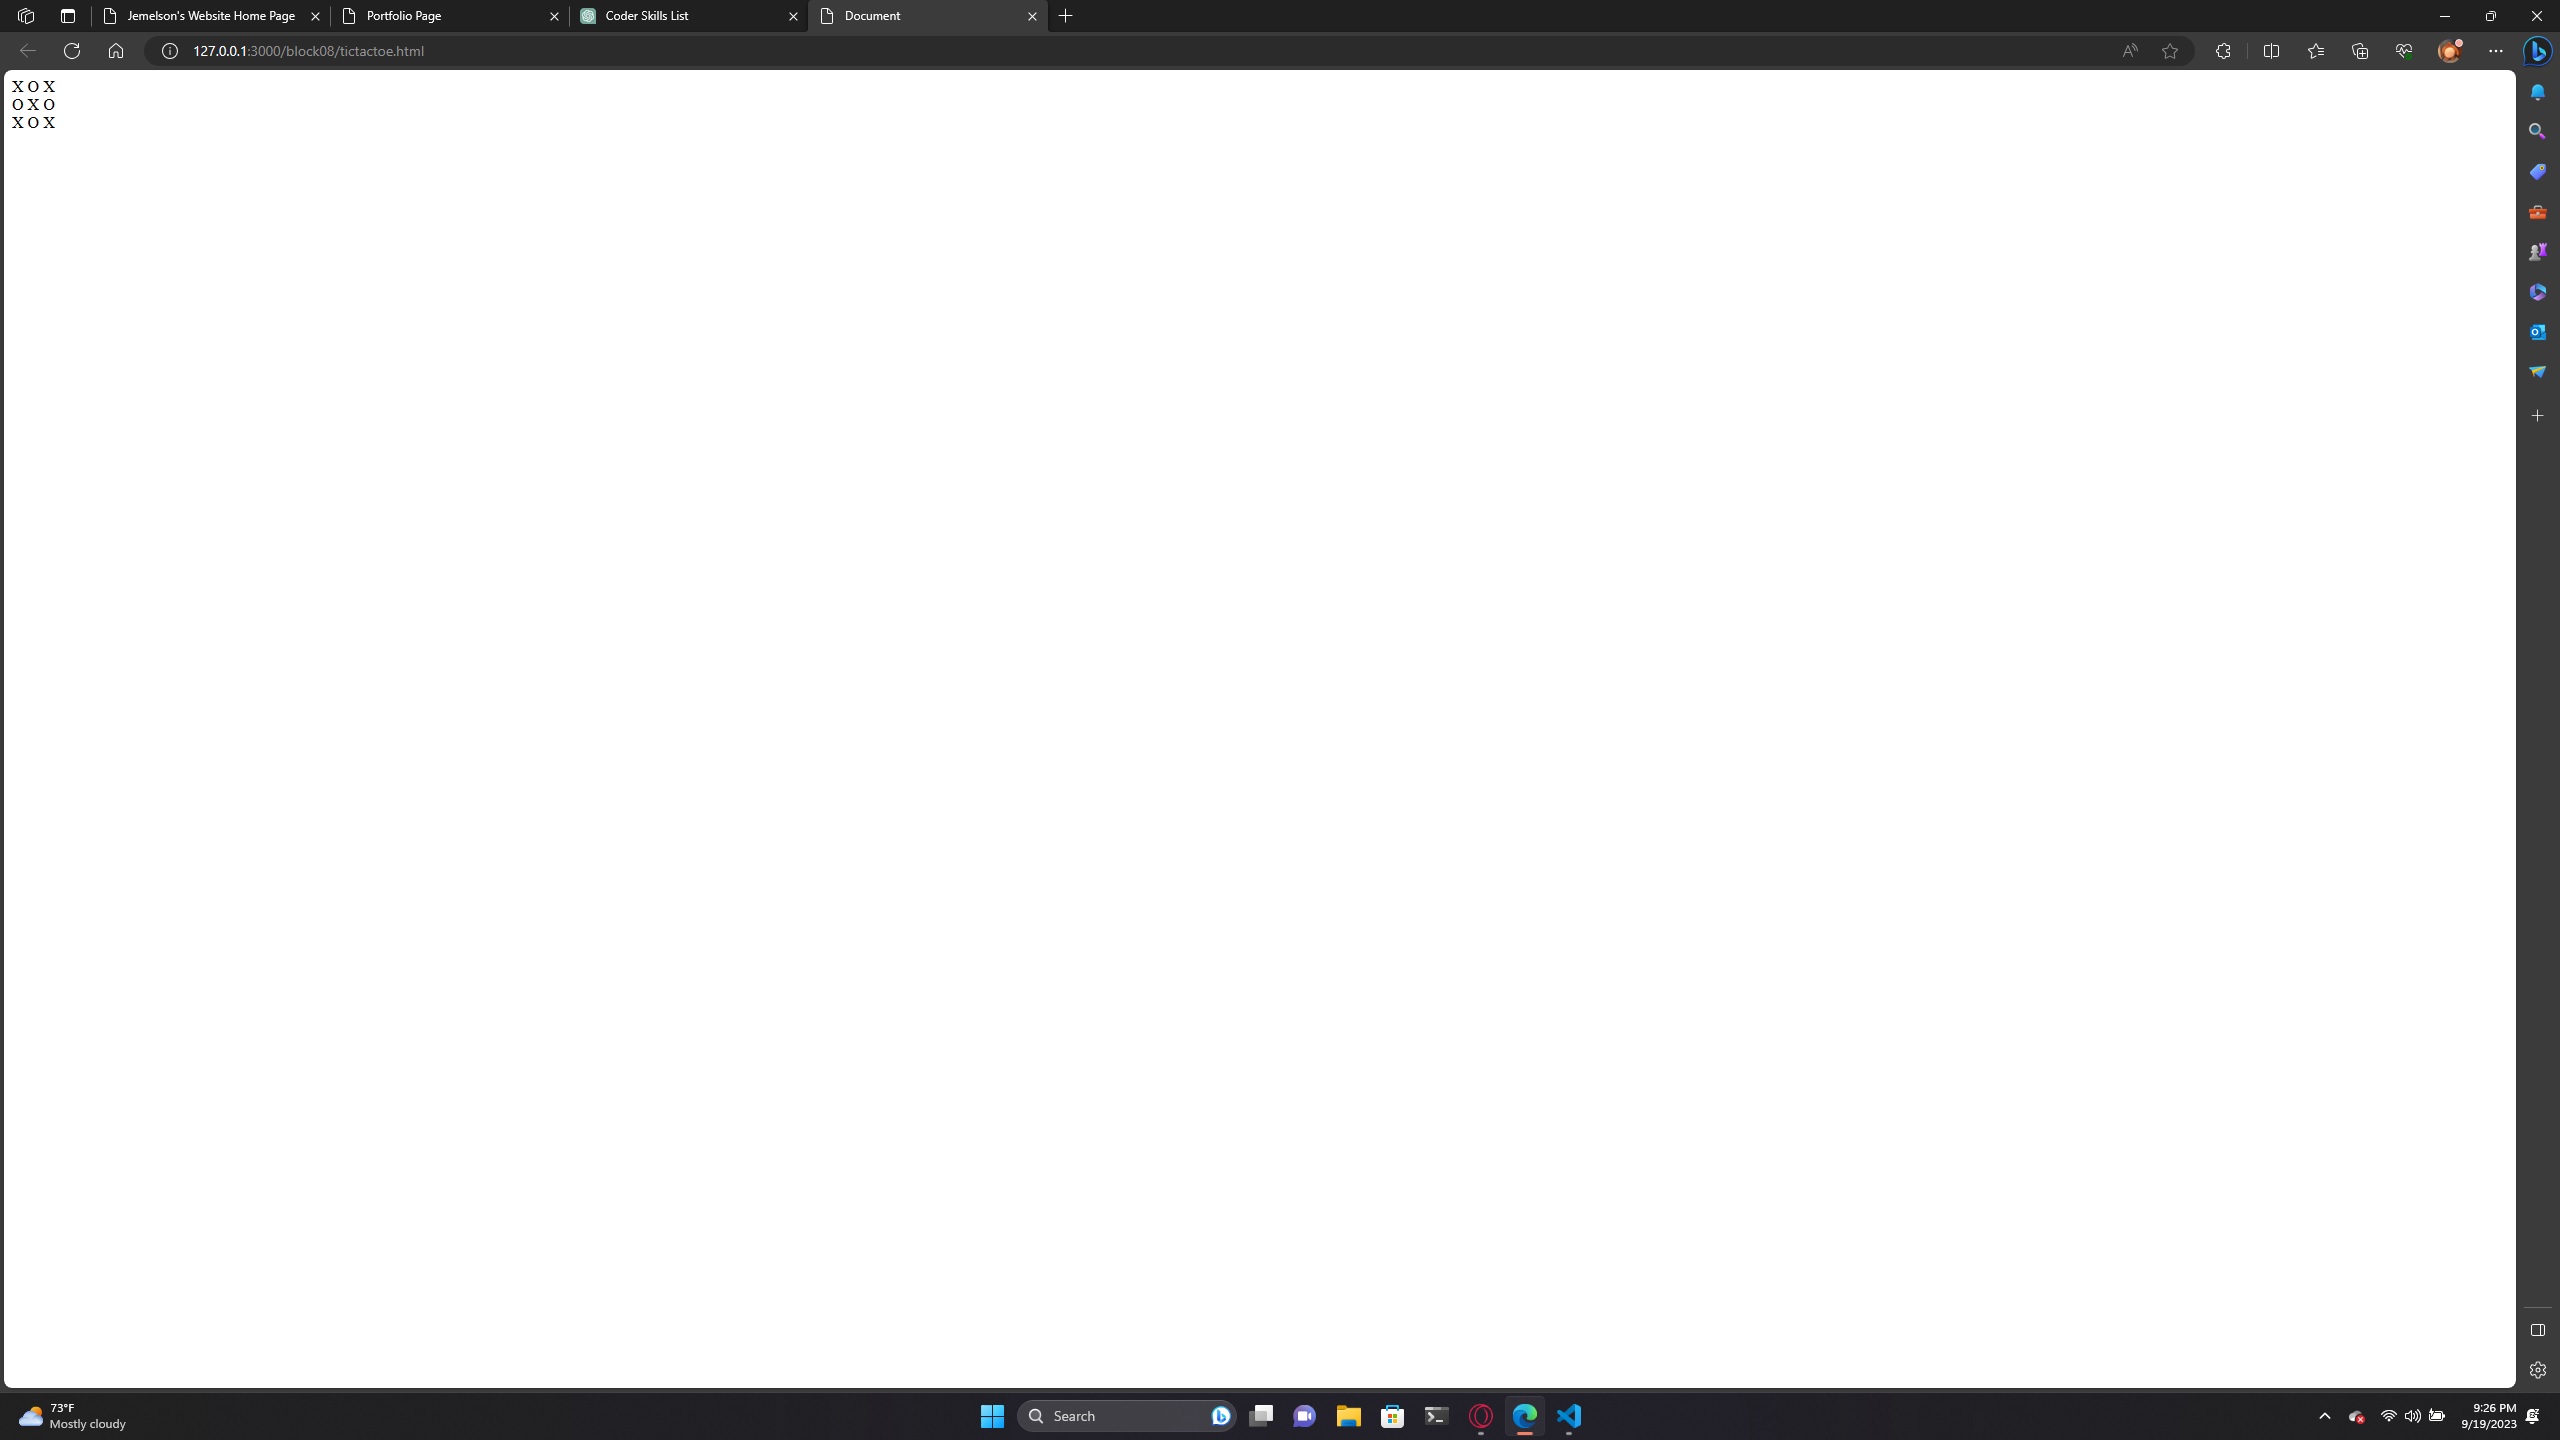 Jemelson's Website Home Page
Portfolio Page
Coder Skills List
Document
127.0.0.1:3000/block08/tictactoe.html
X O X
O X O
X O X
73°F
Mostly cloudy
Search
9:26 PM
9/19/2023